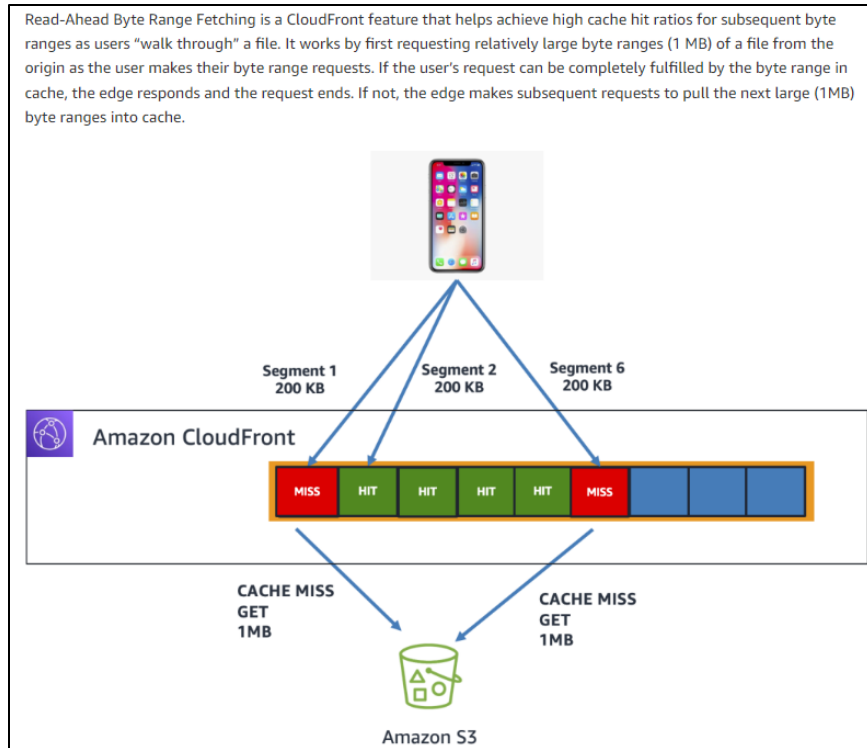 Read-Ahead Byte Range Fetching is a CloudFront feature that helps achieve high cache hit ratios for subsequent byte
ranges as users “walk through” a file. It works by first requesting relatively large byte ranges (1 MB) of a file from the
origin as the user makes their byte range requests. If the user’s request can be completely fulfilled by the byte range in
cache, the edge responds and the request ends. If not, the edge makes subsequent requests to pull the next large (1MB)
byte ranges into cache.
Segment 1
200 KB
Segment 2
200 KB
Segment 6
200 KB
Amazon CloudFront
MISS HIT HIT HIT HIT MISS
CACHE MISS
GET
1MB
CACHE MISS
GET
1MB
Amazon S3